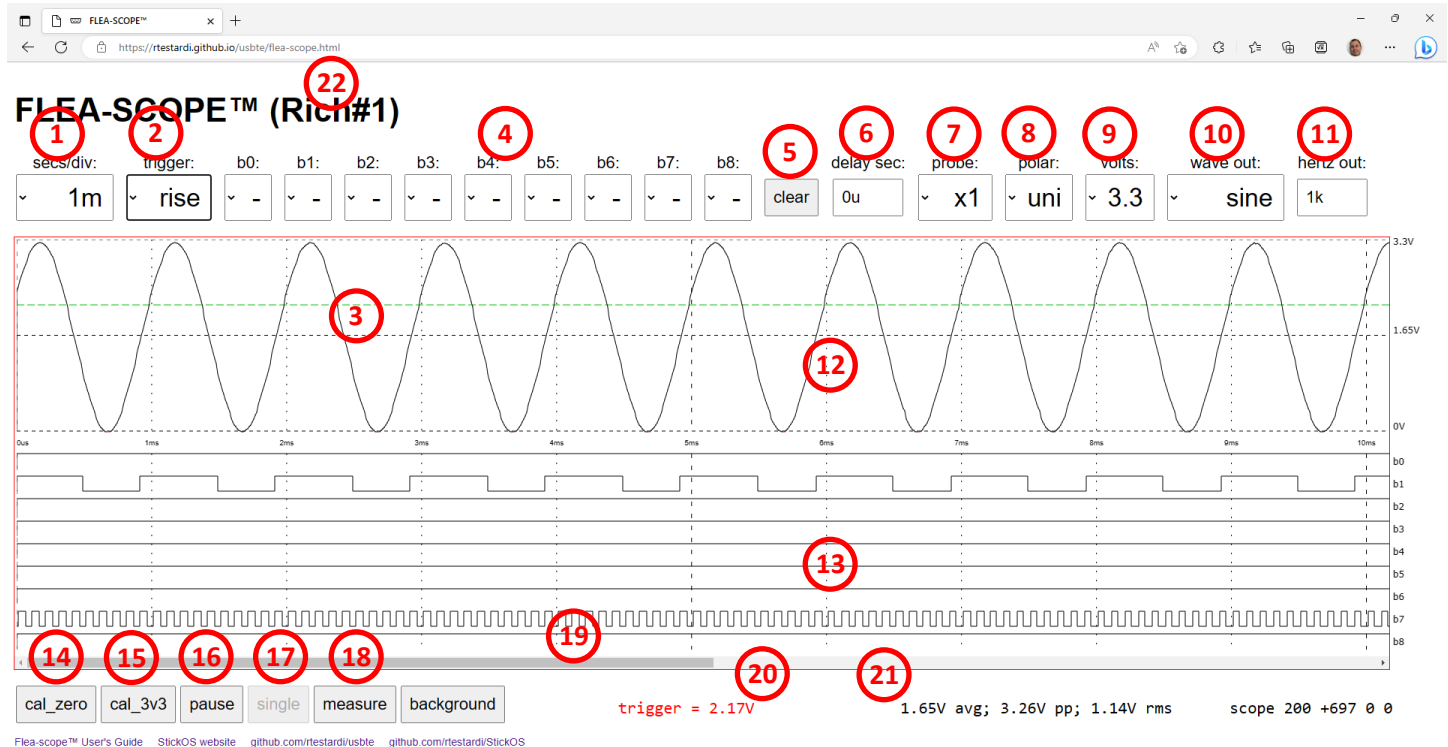 FLEA-SCOPE™
https://rtestardi.github.io/usbte/flea-scope.html
22
FLEA-SCOPE™ (Rich#1)
1 2 4 5 6 7 8 9 10 11
secs/div: trigger: b0: b1: b2: b3: b4: b5: b6: b7: b8: delay sec: probe: polar: volts: wave out: hertz out:
1m rise - - - - - - - - - clear 0u x1 uni 3.3 sine 1k
3.3V
3
1.65V
12
0V
0us 1ms 2ms 3ms 4ms 5ms 6ms 7ms 8ms 9ms 10ms
b0
b1
b2
b3
b4
13
b5
b6
b7
19
b8
14 15 16 17 18 20 21
cal_zero cal_3v3 pause single measure background trigger = 2.17V 1.65V avg; 3.26V pp; 1.14V rms scope 200 +697 0 0
Flea-scope™ User's Guide StickOS website github.com/rtestardi/usbte github.com/rtestardi/StickOS